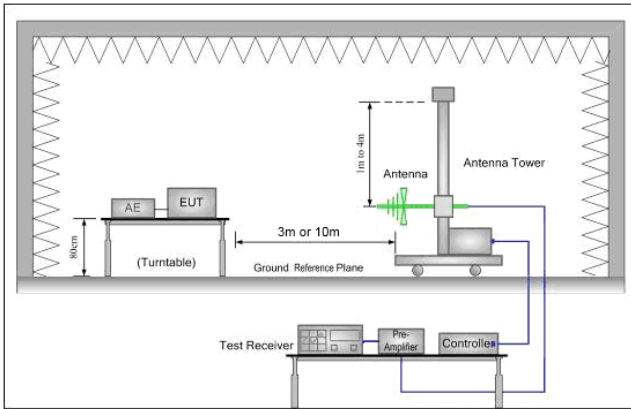 1m to 4m
Antenna
Antenna Tower
AE
EUT
80cm
(Turntable)
3m or 10m
Ground Reference Plane
Test Receiver
Pre-
Amplifier
Controller